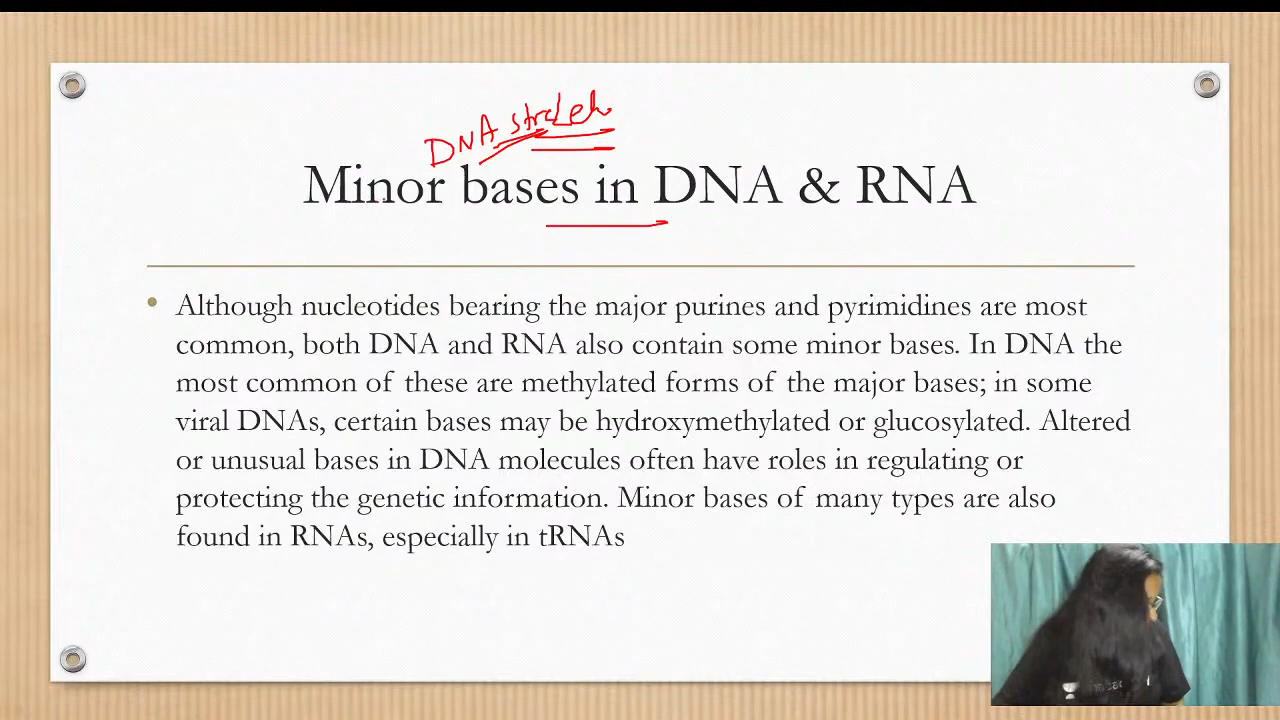 DNA
Minor bases in DNA & RNA
• Although nucleotides bearing the major purines and pyrimidines are most
common, both DNA and RNA also contain some minor bases. In DNA the
most common of these are methylated forms of the major bases; in some
viral DNAs, certain bases may be hydroxymethylated or glucosylated. Altered
or unusual bases in DNA molecules often have roles in regulating or
protecting the genetic information. Minor bases of many types are also
found in RNAs, especially in tRNAs